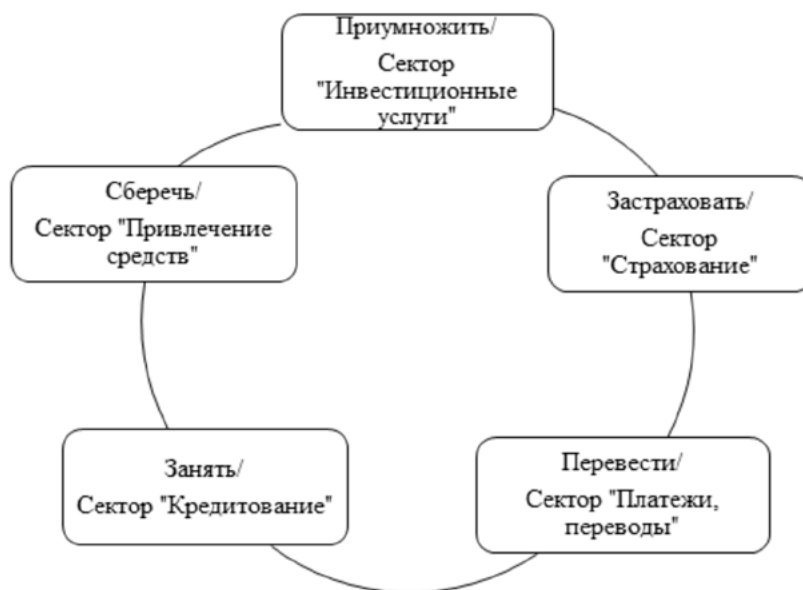 Приумножить/
Сектор
"Инвестиционные
услуги"
Сберечь/
Сектор "Привлечение
средств"
Застраховать/
Сектор
"Страхование"
Занять/
Сектор "Кредитование"
Перевести/
Сектор "Платежи,
переводы"